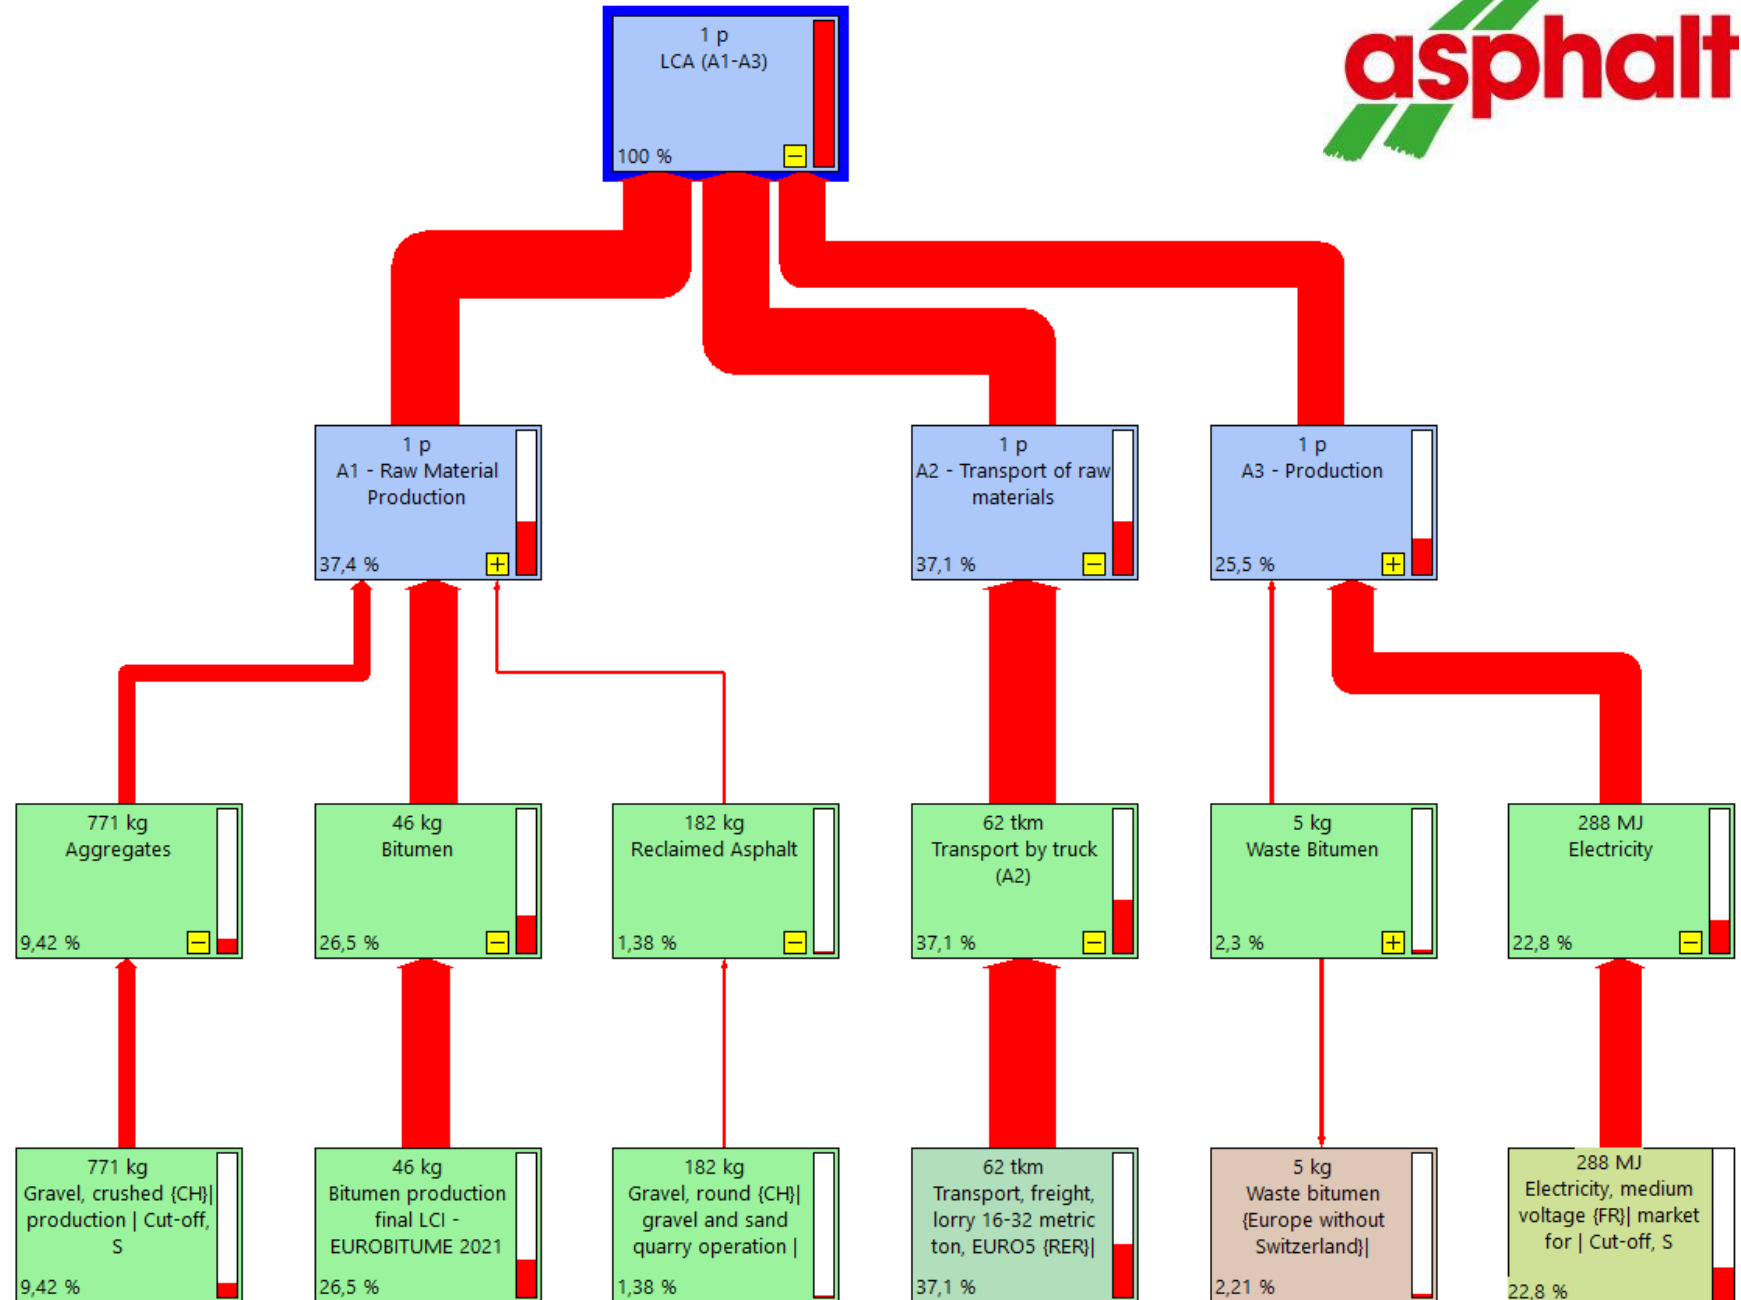 asphalt
1 p
LCA (A1-A3)
100 %
1 p
A1 - Raw Material
Production
37,4 %
1 p
A2 - Transport of raw
materials
37,1 %
1 p
A3 - Production
25,5 %
771 kg
Aggregates
9,42 %
46 kg
Bitumen
26,5 %
182 kg
Reclaimed Asphalt
1,38 %
62 tkm
Transport by truck
(A2)
37,1 %
5 kg
Waste Bitumen
2,3 %
288 MJ
Electricity
22,8 %
771 kg
Gravel, crushed {CH}|
production | Cut-off,
S
9,42 %
46 kg
Bitumen production
final LCI -
EUROBITUME 2021
26,5 %
182 kg
Gravel, round {CH}|
gravel and sand
quarry operation |
1,38 %
62 tkm
Transport, freight,
lorry 16-32 metric
ton, EURO5 {RER}|
37,1 %
5 kg
Waste bitumen
{Europe without
Switzerland}|
2,21 %
288 MJ
Electricity, medium
voltage {FR}| market
for | Cut-off, S
22,8 %